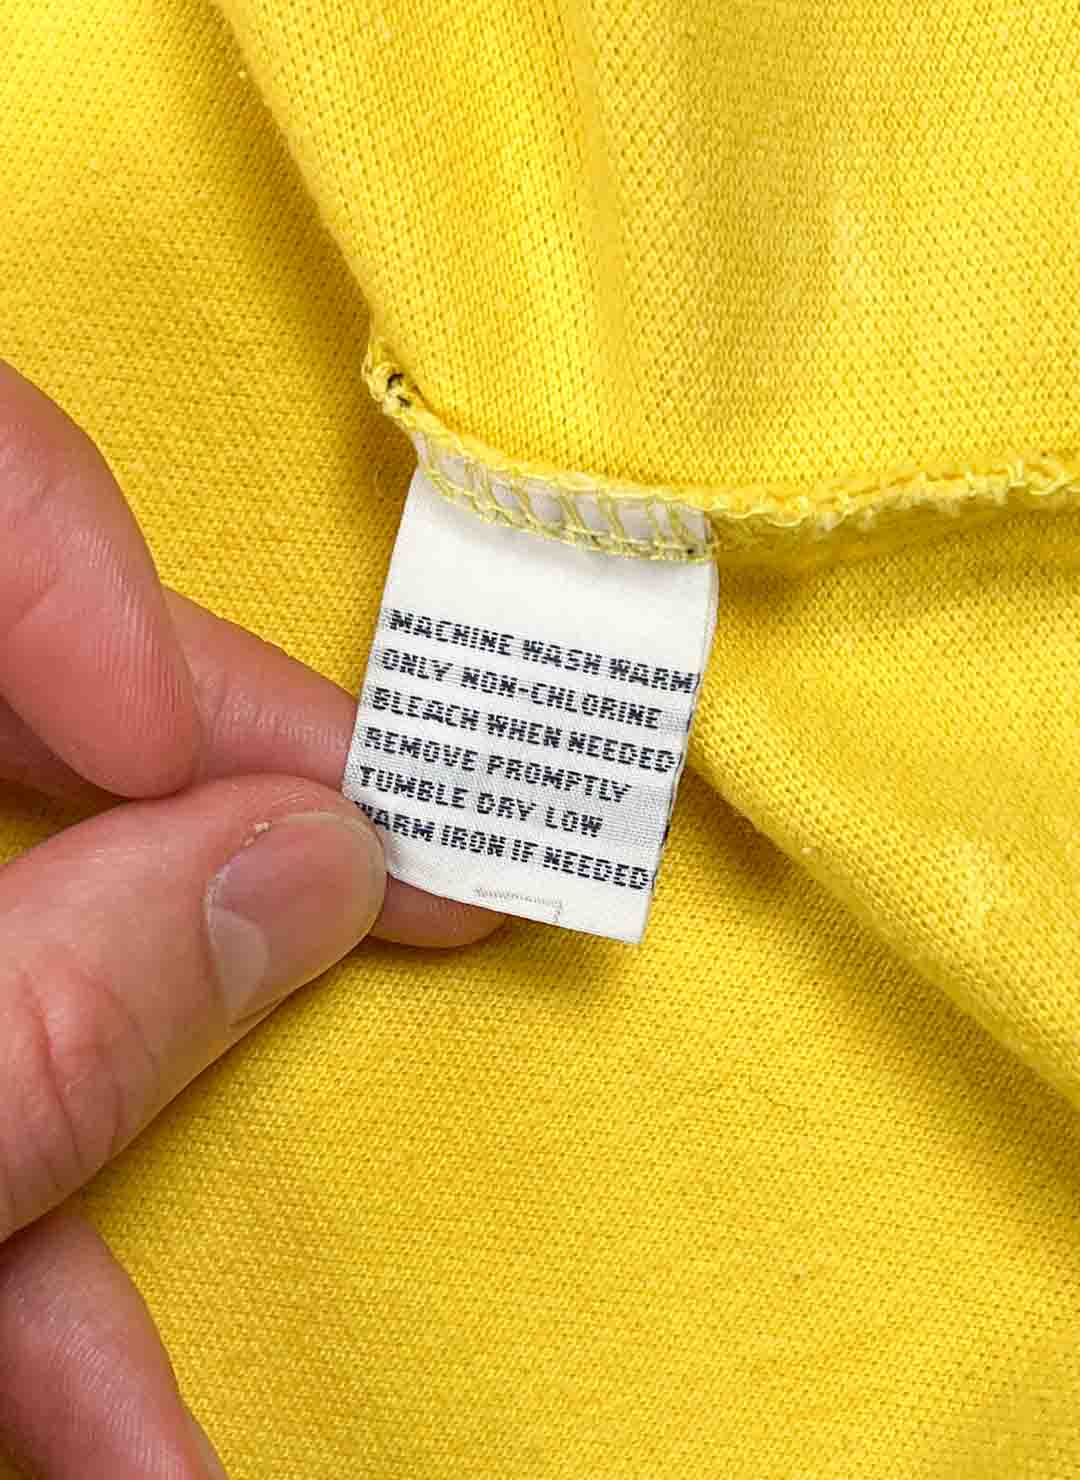 MACHINE WASH WARM
ONLY NON-CHLORINE
BLEACH WHEN NEEDED
REMOVE PROMPTLY
TUMBLE DRY LOW
WARM IRON IF NEEDED